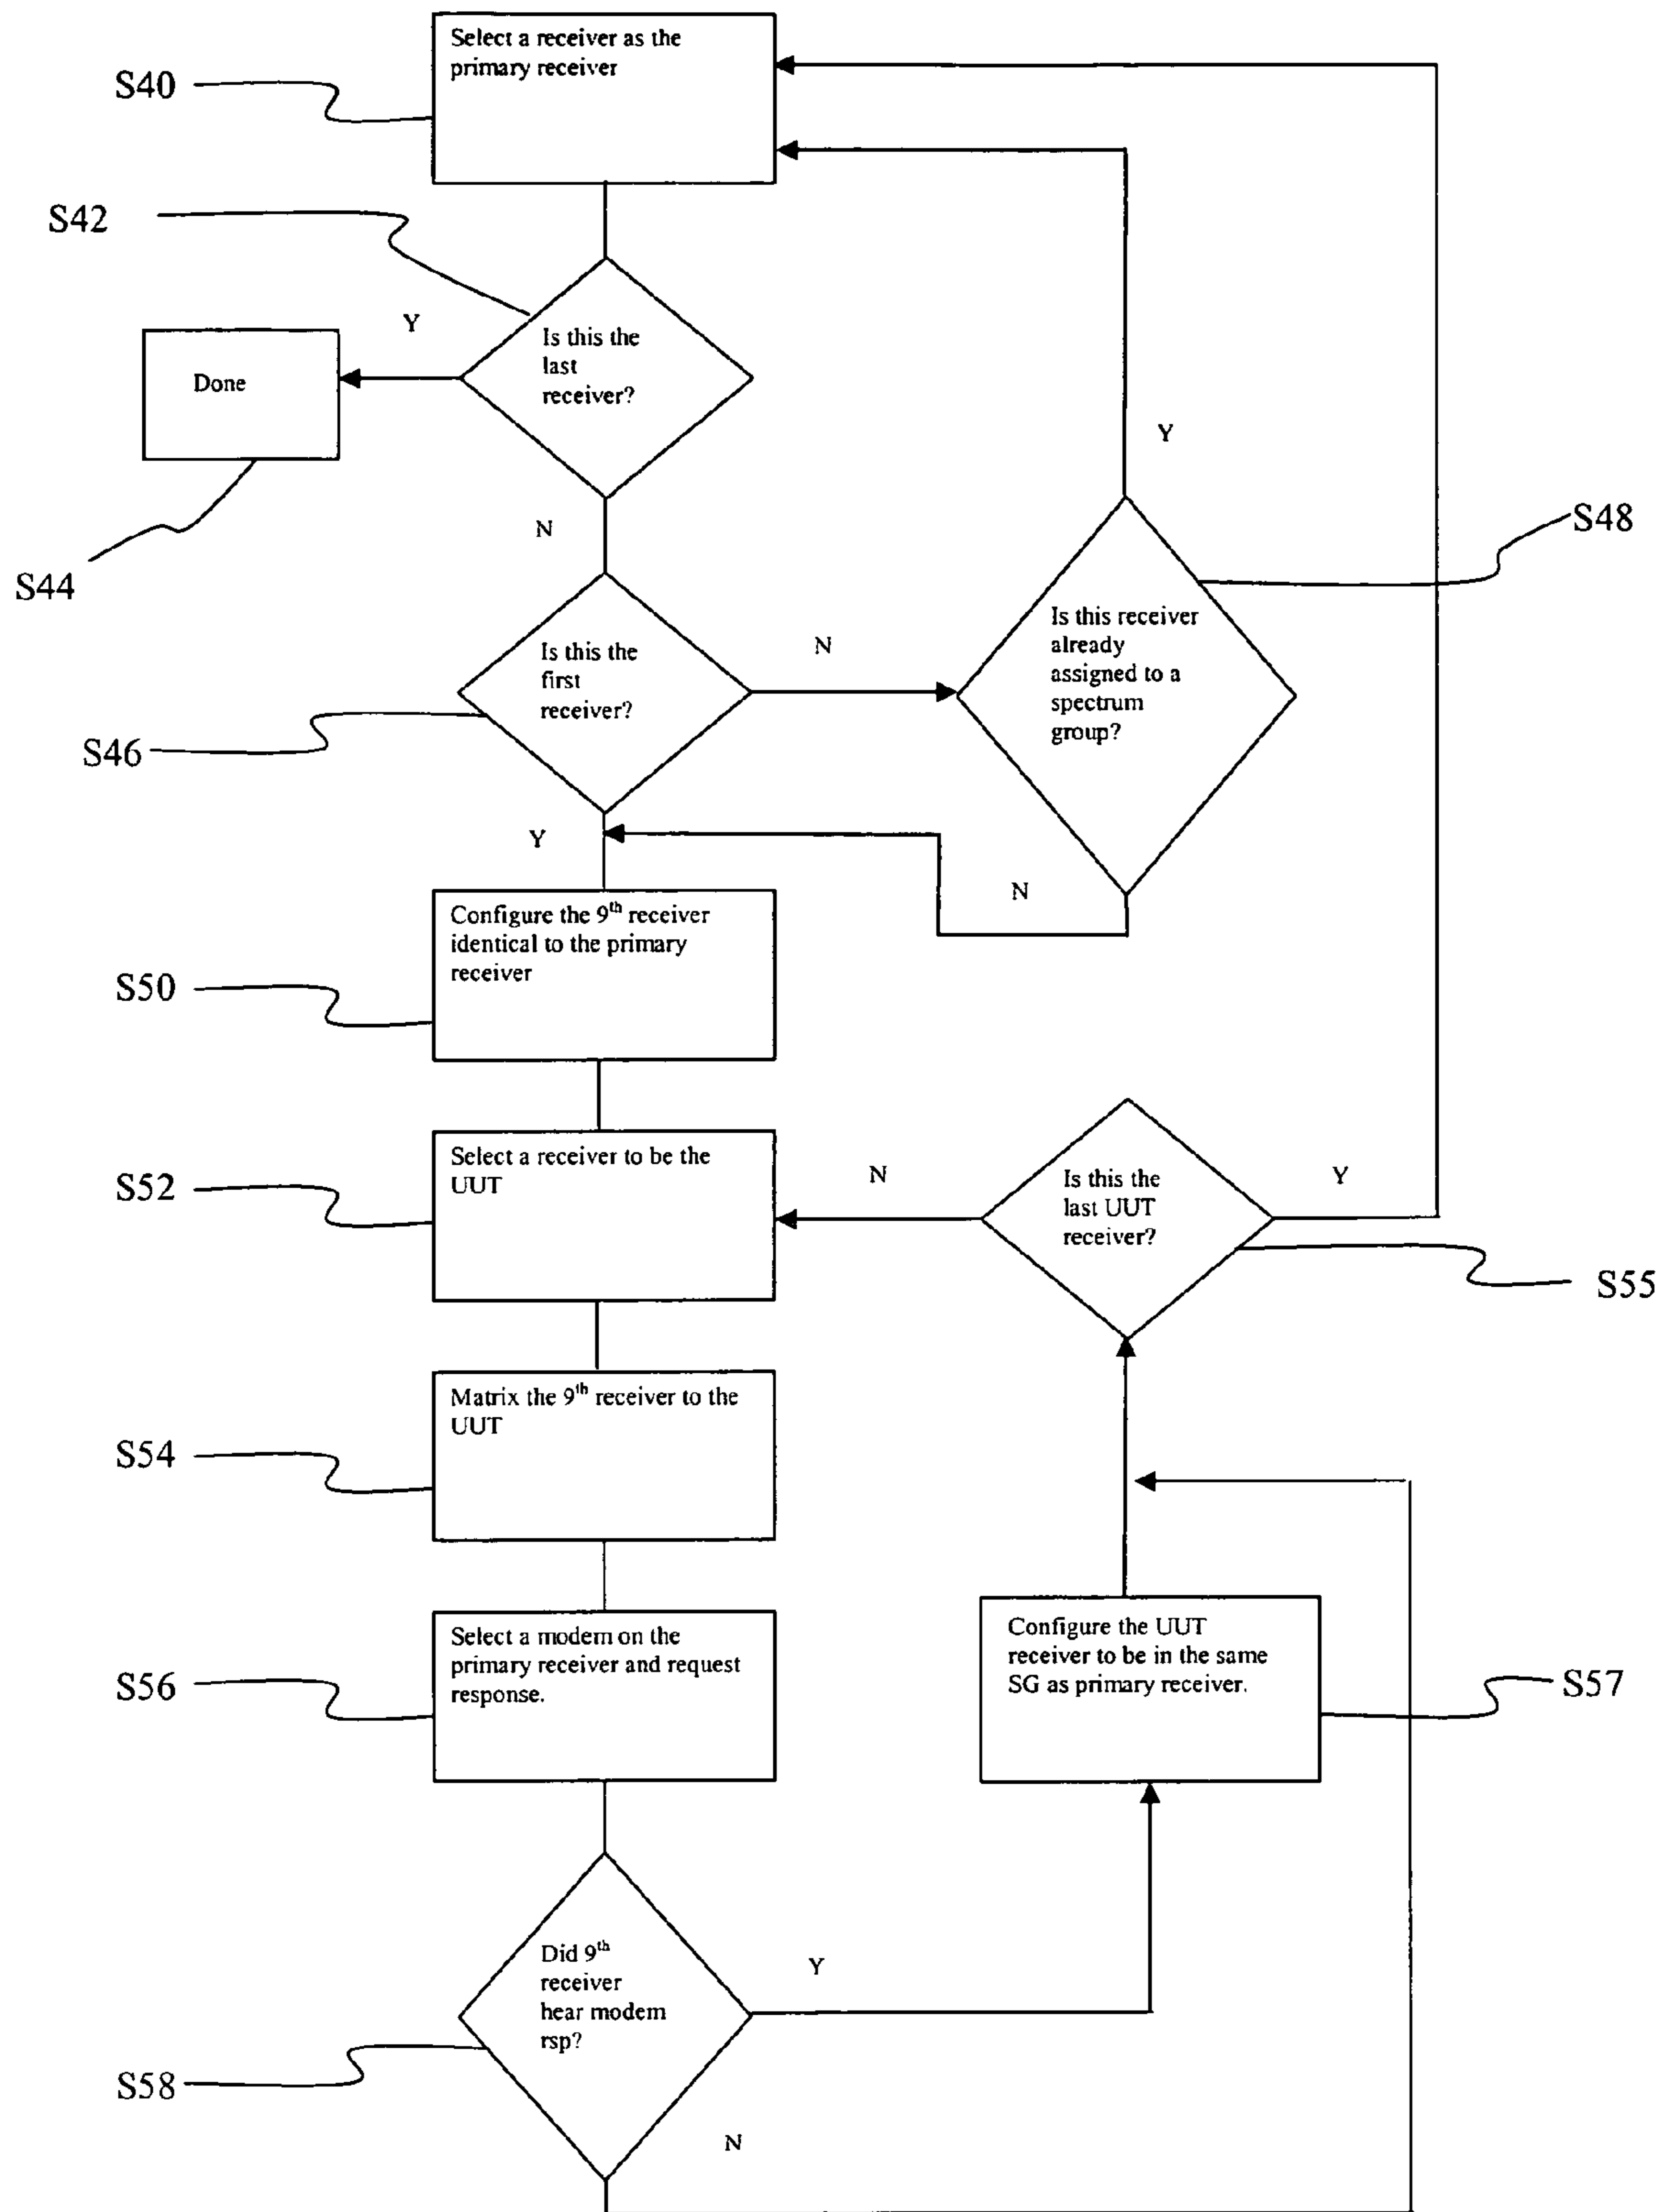 Select a receiver as the
primary receiver
S40
S42
Y
Is this the
last
receiver?
Done
S44
N
Y
S48
Is this the
first
receiver?
N
Is this receiver
already
assigned to a
spectrum
group?
S46
Y
N
Configure the 9th receiver
identical to the primary
receiver
S50
Select a receiver to be the
UUT
S52
N
Is this the
last UUT
receiver?
Y
S55
Matrix the 9th receiver to the
UUT
S54
Select a modem on the
primary receiver and request
response.
S56
Configure the UUT
receiver to be in the same
SG as primary receiver.
S57
Did 9th
receiver
hear modem
rsp?
Y
S58
N